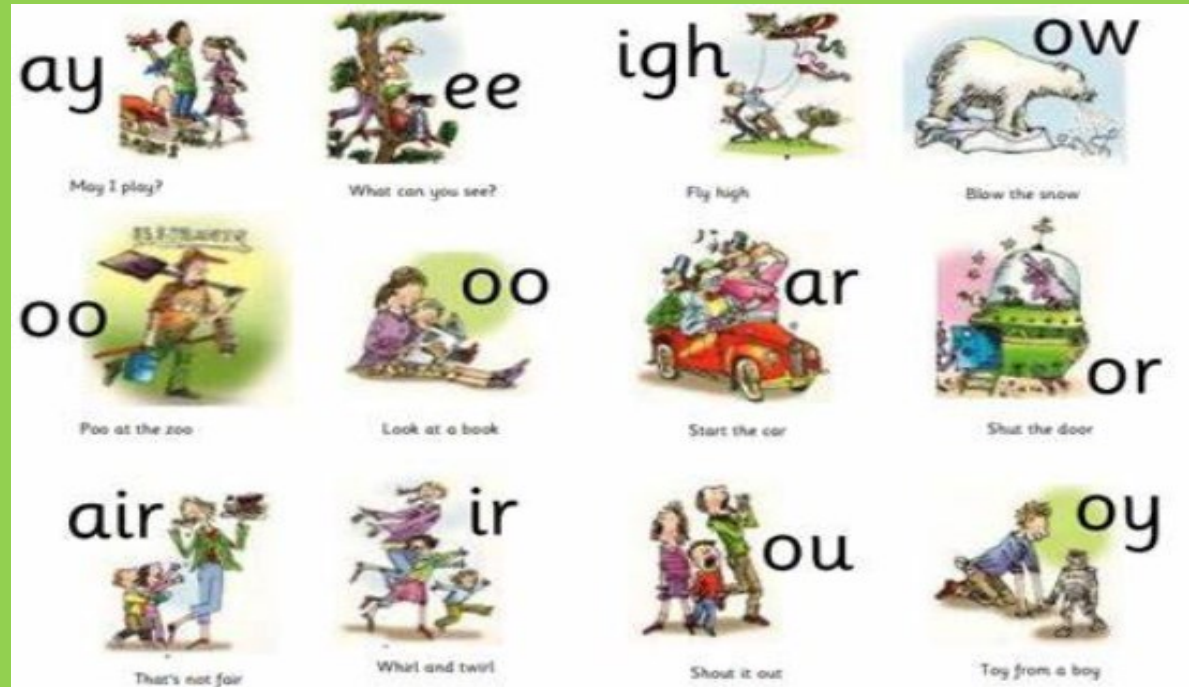 ay
ee
igh
ow
May I play?
What can you see?
Fly high
Blow the snow
oo
oo
ar
or
Poo at the zoo
Look at a book
Start the car
Shut the door
air
ir
ou
oy
That's not fair
Whirl and twirl
Shout it out
Toy from a boy